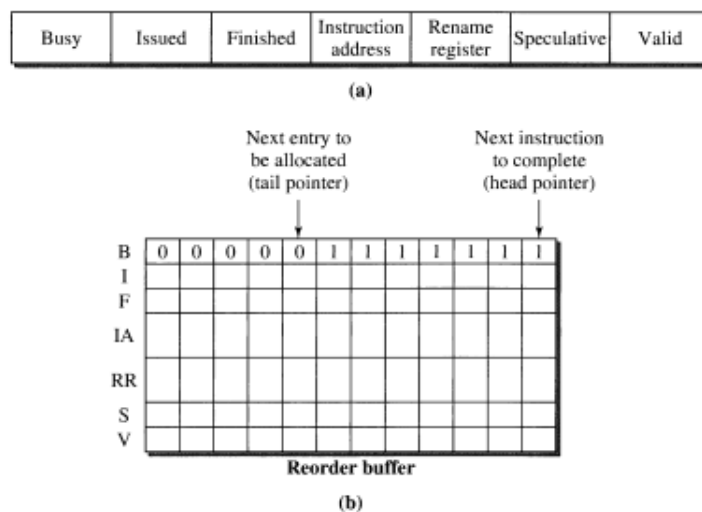 Busy Issued Finished Instruction address Rename register Speculative Valid
(a)
Next entry to
be allocated
(tail pointer)
Next instruction
to complete
(head pointer)
B 0 0 0 0 0 1 1 1 1 1 1 1
I
F
IA
RR
S
V
Reorder buffer
(b)